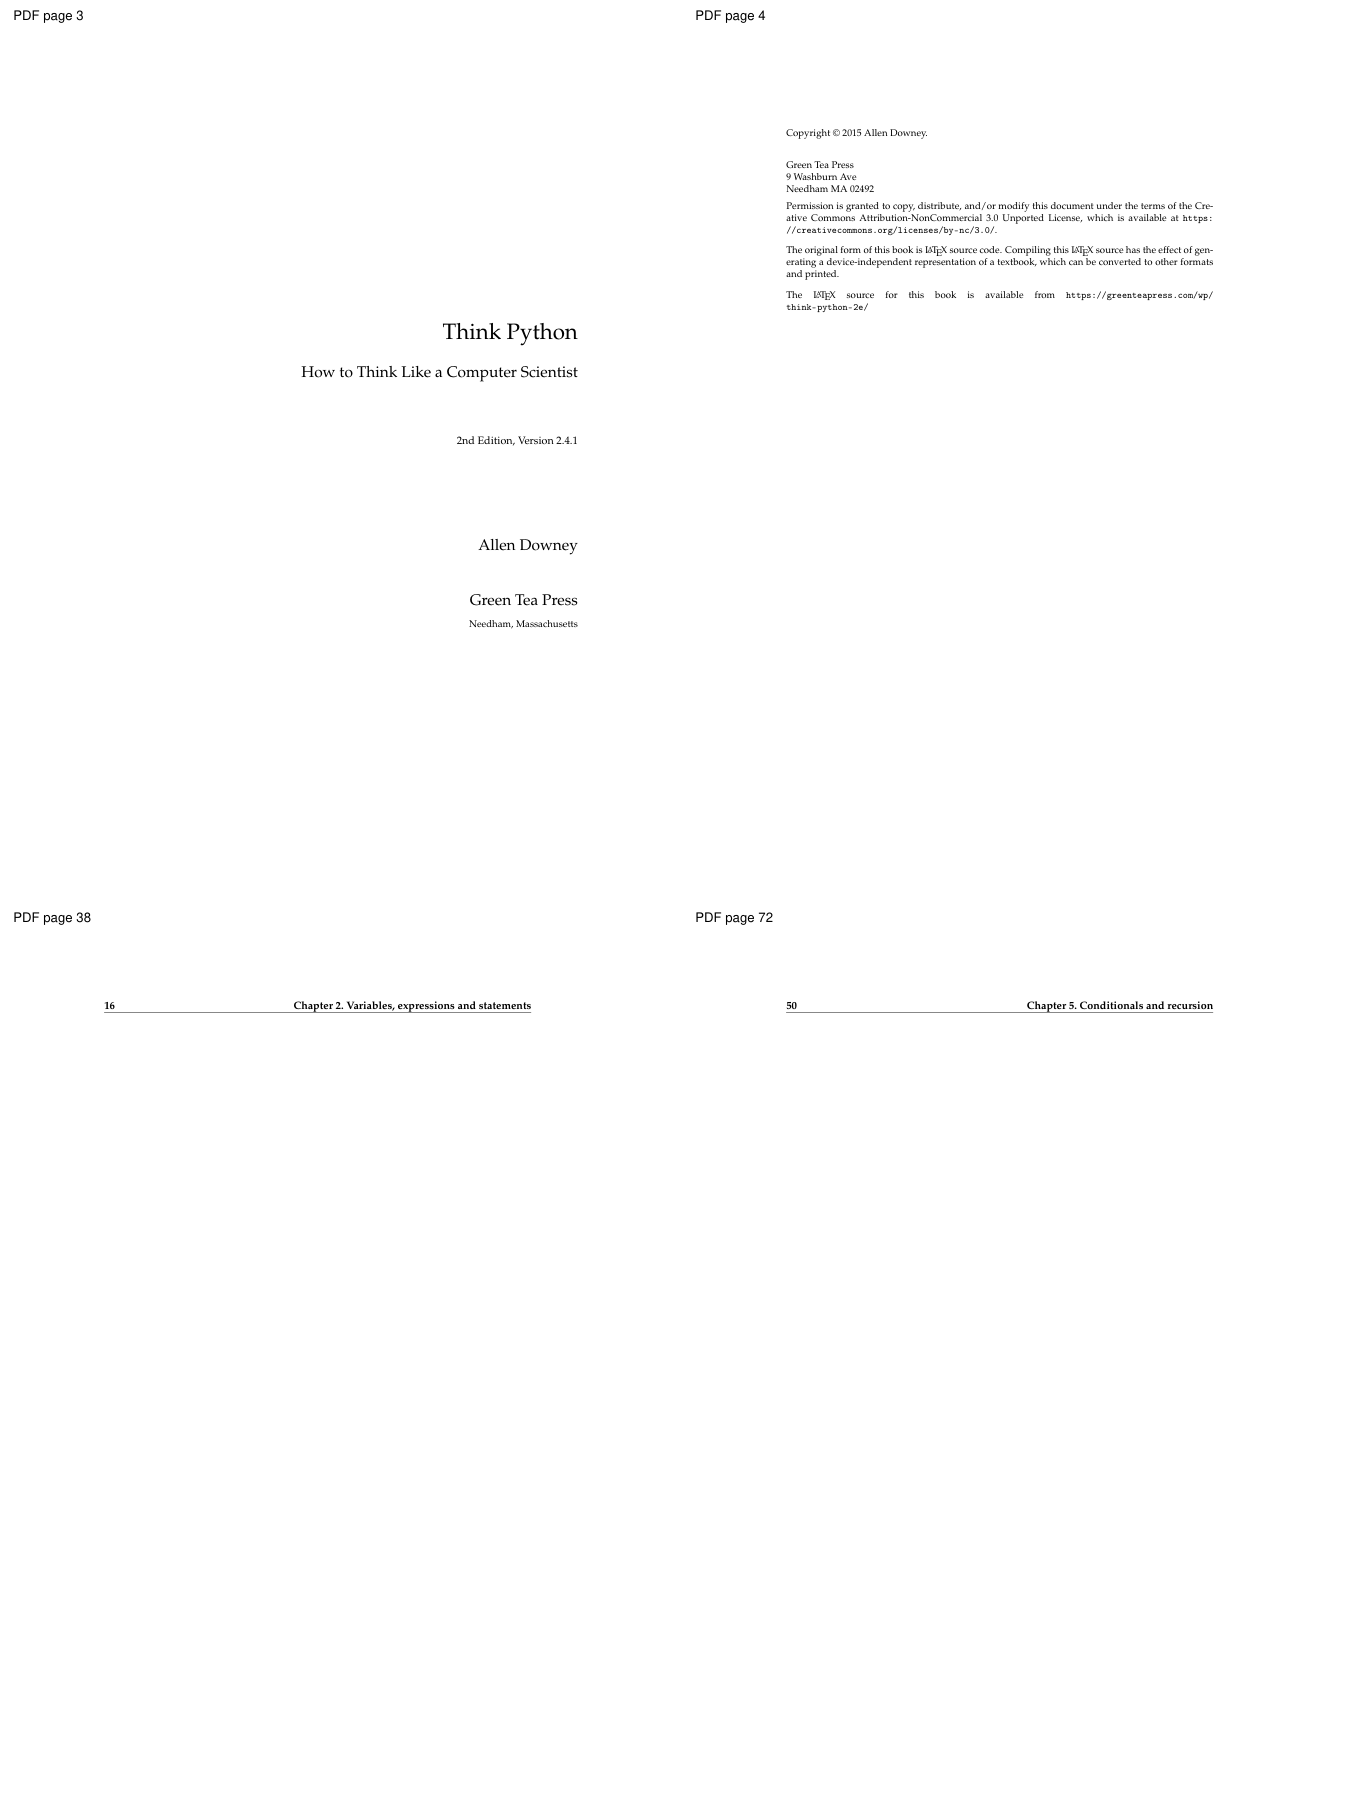 PDF page 3
Think Python
How to Think Like a Computer Scientist
2nd Edition, Version 2.4.1
Allen Downey
Green Tea Press
Needham, Massachusetts
PDF page 4
Copyright © 2015 Allen Downey.
Green Tea Press
9 Washburn Ave
Needham MA 02492
Permission is granted to copy, distribute, and/or modify this document under the terms of the Cre-
ative Commons Attribution-NonCommercial 3.0 Unported License, which is available at https:
//creativecommons.org/licenses/by-nc/3.0/.
The original form of this book is LATEX source code. Compiling this LATEX source has the effect of gen-
erating a device-independent representation of a textbook, which can be converted to other formats
and printed.
The LATEX source for this book is available from https://greenteapress.com/wp/
think-python-2e/
PDF page 38
16 Chapter 2. Variables, expressions and statements
PDF page 72
50 Chapter 5. Conditionals and recursion